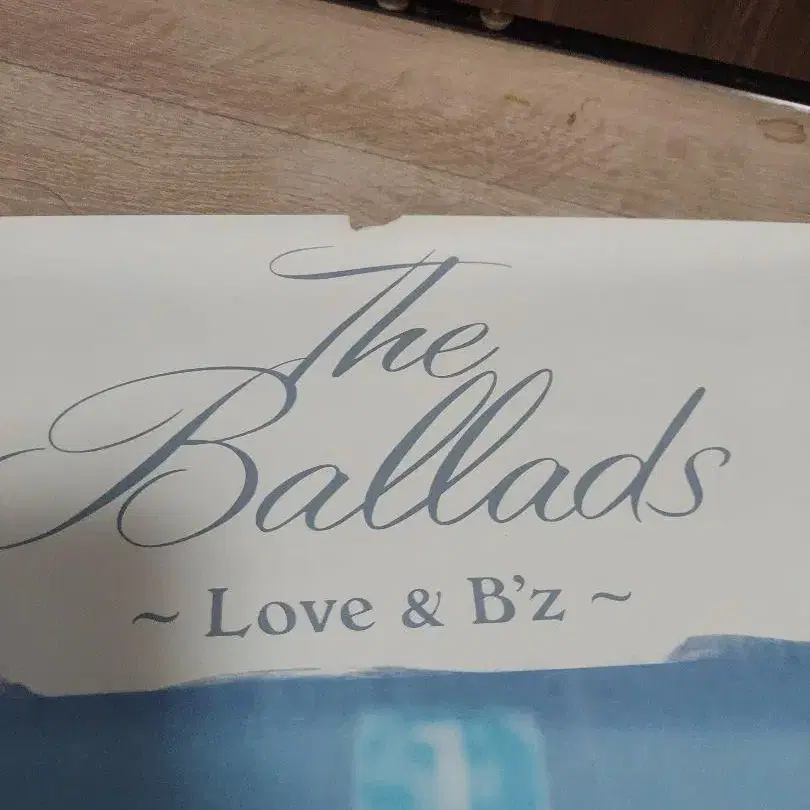 The
Ballads
~ Love & B'z ~